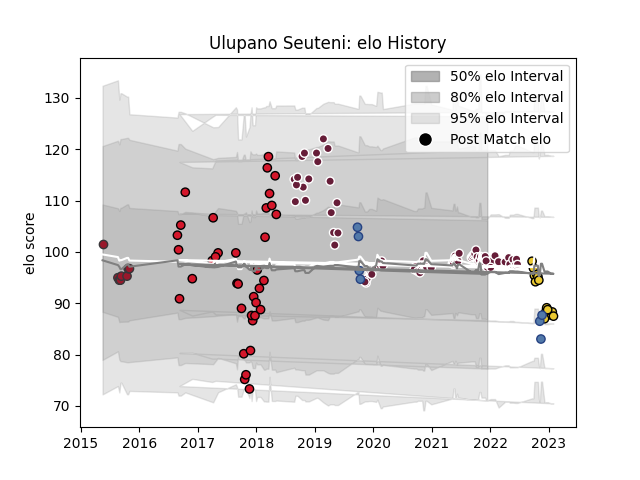 Ulupano Seuteni: elo History
50% elo Interval
80% elo Interval
95% elo Interval
Post Match elo
elo score
130
120
110
100
90
80
70
2015 2016 2017 2018 2019 2020 2021 2022 2023